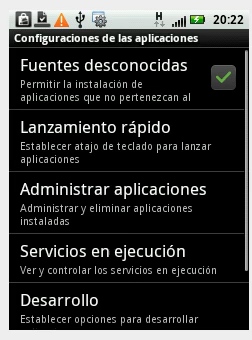 H 20:22
Configuraciones de las aplicaciones
Fuentes desconocidas
Permitir la instalación de
aplicaciones que no pertenezcan al
Lanzamiento rápido
Establecer atajo de teclado para lanzar
aplicaciones
Administrar aplicaciones
Administrar y eliminar aplicaciones
instaladas
Servicios en ejecución
Ver y controlar los servicios en ejecución
Desarrollo
Establecer opciones para desarrollar